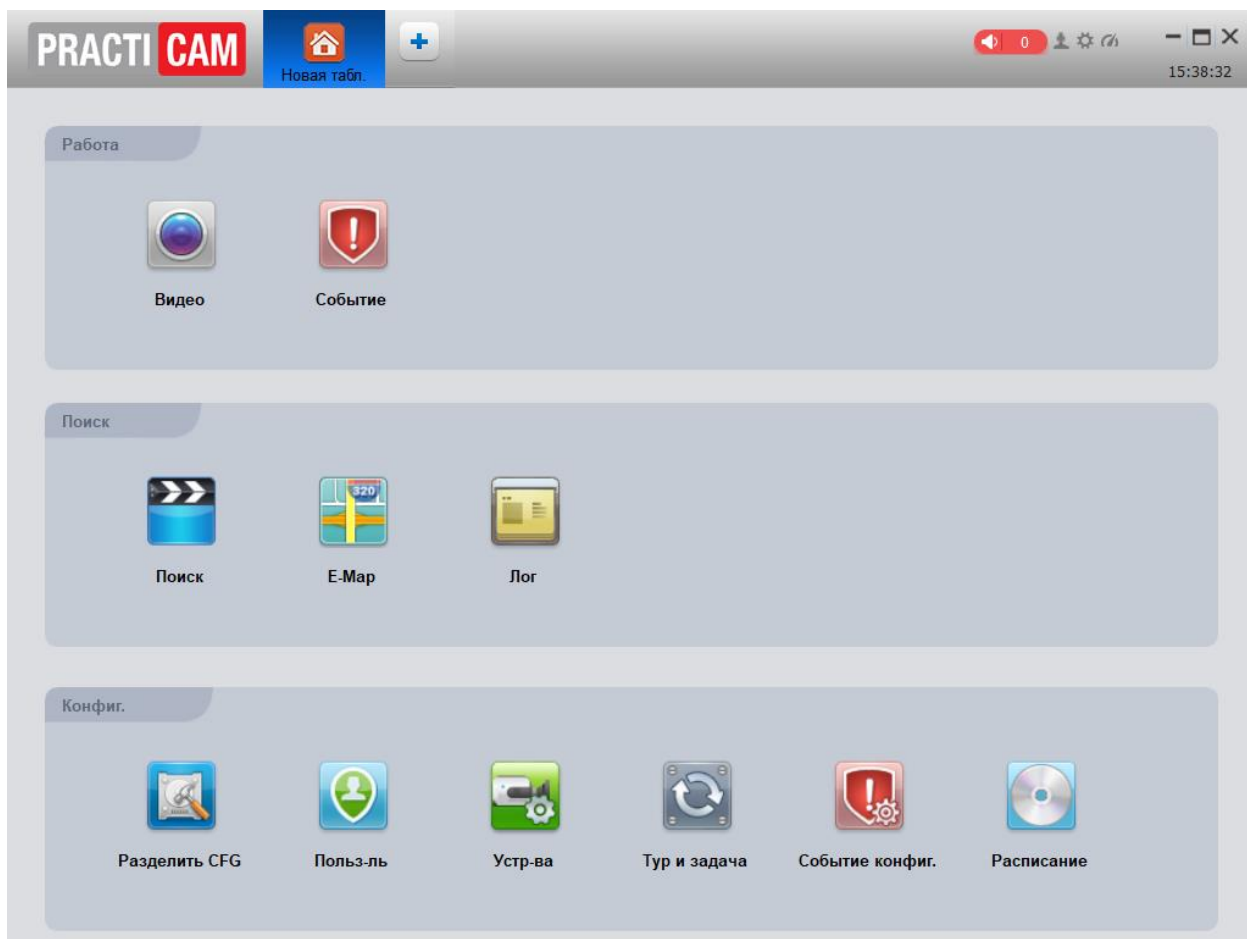 PRACTI CAM
Новая табл.
0
15:38:32
Работа
Видео
Событие
Поиск
320
Поиск
E-Map
Лог
Конфиг.
Разделить CFG
Польз-ль
Устр-ва
Тур и задача
Событие конфиг.
Расписание